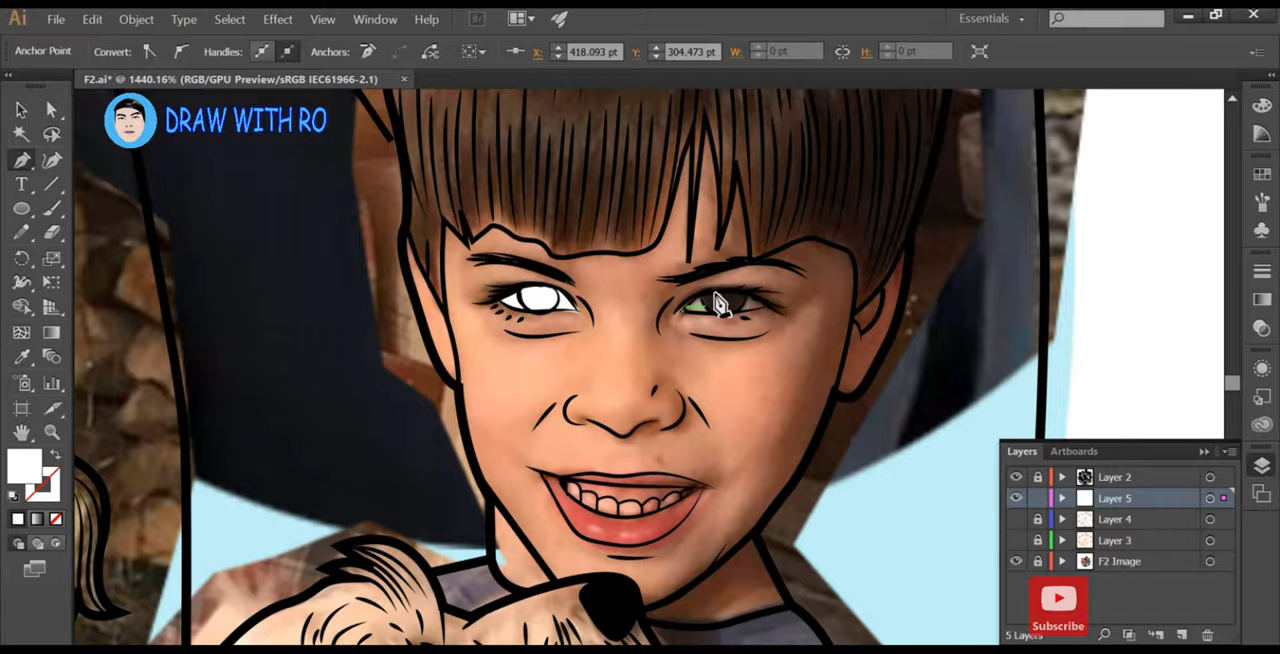 Ai File Edit Object Type Select Effect View Window Help Br Essentials
Anchor Point Convert: Handles: Anchors: X: 418.093 pt Y: 304.473 pt W: 0 pt H: 0 pt
F2.ai* @ 1440.16% (RGB/GPU Preview/sRGB IEC61966-2.1) ×
DRAW WITH RO
T
Layers Artboards
Layer 2
Layer 5
Layer 4
Layer 3
F2 Image
Subscribe
5 Layers